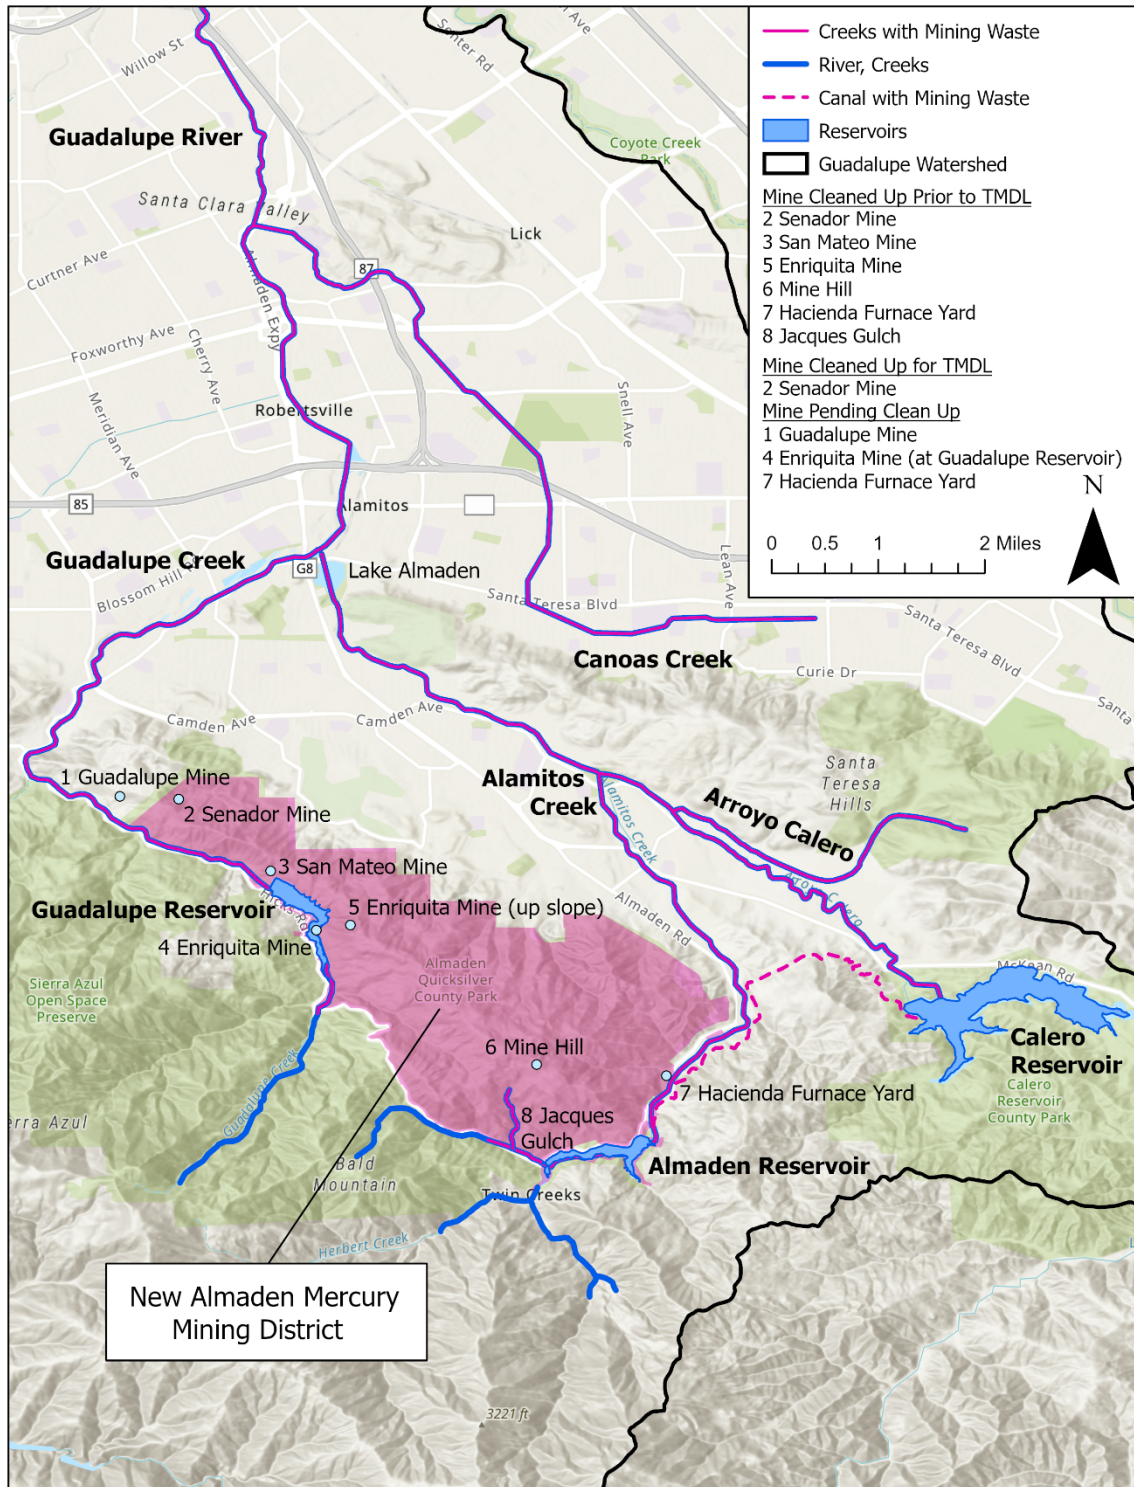 Creeks with Mining Waste
River, Creeks
Canal with Mining Waste
Reservoirs
Guadalupe Watershed
Mine Cleaned Up Prior to TMDL
2 Senador Mine
3 San Mateo Mine
5 Enriquita Mine
6 Mine Hill
7 Hacienda Furnace Yard
8 Jacques Gulch
Mine Cleaned Up for TMDL
2 Senador Mine
Mine Pending Clean Up
1 Guadalupe Mine
4 Enriquita Mine (at Guadalupe Reservoir)
7 Hacienda Furnace Yard
N
0 0.5 1 2 Miles
Willow St
Senter Rd
Guadalupe River
Coyote Creek
Park
Santa Clara Valley
Lick
87
Curtner Ave
Almaden Expy
Foxworthy Ave
Cherry Ave
Meridian Ave
Robertsville
Snell Ave
85
Alamitos
Guadalupe Creek
G8
Lake Almaden
Lean Ave
Blossom Hill
Santa Teresa Blvd
Santa Teresa Blvd
Canoas Creek
Curie Dr
Santa
Camden Ave
Camden Ave
1 Guadalupe Mine
2 Senador Mine
Alamitos
Creek
Alamitos Creek
Santa
Teresa
Hills
Arroyo Calero
3 San Mateo Mine
Arroyo Calero
Guadalupe Reservoir
Hicks Rd
5 Enriquita Mine (up slope)
Almaden Rd
4 Enriquita Mine
Almaden
Quicksilver
County Park
McKean Rd
Sierra Azul
Open Space
Preserve
Calero
Reservoir
6 Mine Hill
7 Hacienda Furnace Yard
Calero
Reservoir
County Park
Guadalupe Creek
erra Azul
8 Jacques
Gulch
Bald
Mountain
Almaden Reservoir
Twin Creeks
Herbert Creek
New Almaden Mercury
Mining District
3221 ft